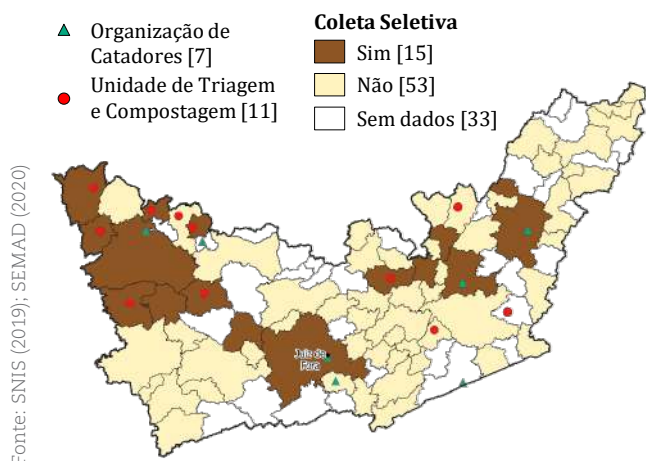 Organização de
Catadores [7]
Unidade de Triagem
e Compostagem [11]
Coleta Seletiva
Sim [15]
Não [53]
Sem dados [33]
Juiz de
Fora
Fonte: SNIS (2019); SEMAD (2020)